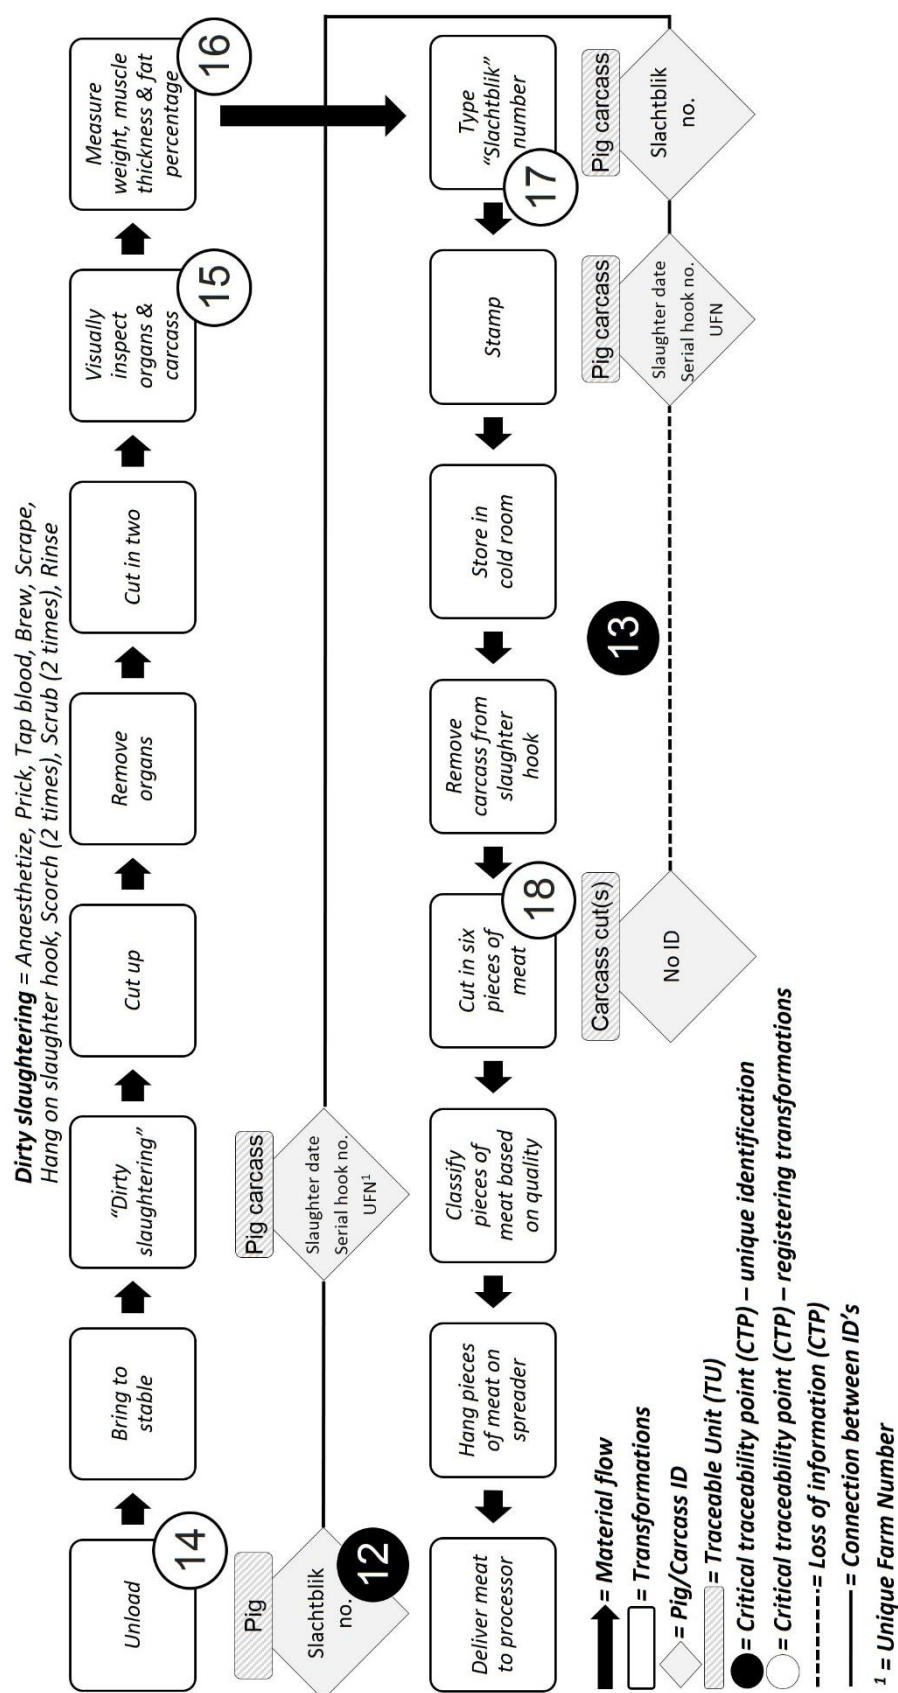 Dirty slaughtering = Anaesthetize, Prick, Tap blood, Brew, Scrape,
Hang on slaughter hook, Scorch (2 times), Scrub (2 times), Rinse
Unload
14
Bring to
stable
"Dirty
slaughtering"
Cut up
Remove
organs
Cut in two
Visually
inspect
organs &
carcass
15
Measure
weight, muscle
thickness & fat
percentage
16
Pig
Slachtblik
no.
12
Pig carcass
Slaughter date
Serial hook no.
UFN¹
Type
"Slachtblik"
number
17
Stamp
Store in
cold room
Remove
carcass from
slaughter
hook
Cut in six
pieces of
meat
18
Classify
pieces of
meat based
on quality
Hang pieces
of meat on
spreader
Deliver meat
to processor
Pig carcass
Slachtblik
no.
Pig carcass
Slaughter date
Serial hook no.
UFN
13
Carcass cut(s)
No ID
= Material flow
= Transformations
= Pig/Carcass ID
= Traceable Unit (TU)
= Critical traceability point (CTP) – unique identification
= Critical traceability point (CTP) – registering transformations
= Loss of information (CTP)
= Connection between ID's
¹ = Unique Farm Number